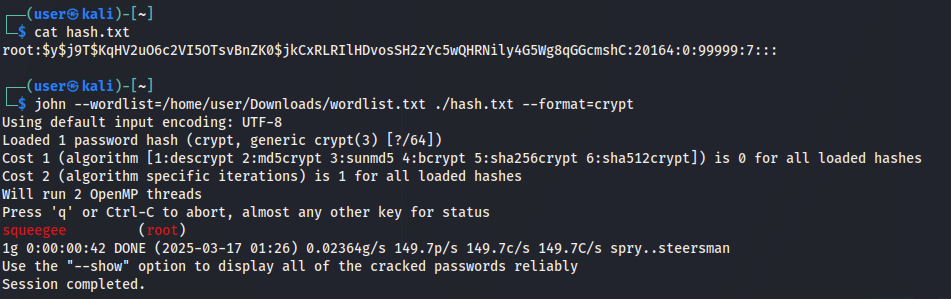 ┌──(user㉿kali)-[~]
└─$ cat hash.txt
root:$y$j9T$KqHV2uO6c2VI5OTsvBnZK0$jkCxRLRIlHDvosSH2zYc5wQHRNily4G5Wg8qGGcmshC:20164:0:99999:7:::
┌──(user㉿kali)-[~]
└─$ john --wordlist=/home/user/Downloads/wordlist.txt ./hash.txt --format=crypt
Using default input encoding: UTF-8
Loaded 1 password hash (crypt, generic crypt(3) [?/64])
Cost 1 (algorithm [1:descrypt 2:md5crypt 3:sunmd5 4:bcrypt 5:sha256crypt 6:sha512crypt]) is 0 for all loaded hashes
Cost 2 (algorithm specific iterations) is 1 for all loaded hashes
Will run 2 OpenMP threads
Press 'q' or Ctrl-C to abort, almost any other key for status
squeegee         (root)
1g 0:00:00:42 DONE (2025-03-17 01:26) 0.02364g/s 149.7p/s 149.7c/s 149.7C/s spry..steersman
Use the "--show" option to display all of the cracked passwords reliably
Session completed.